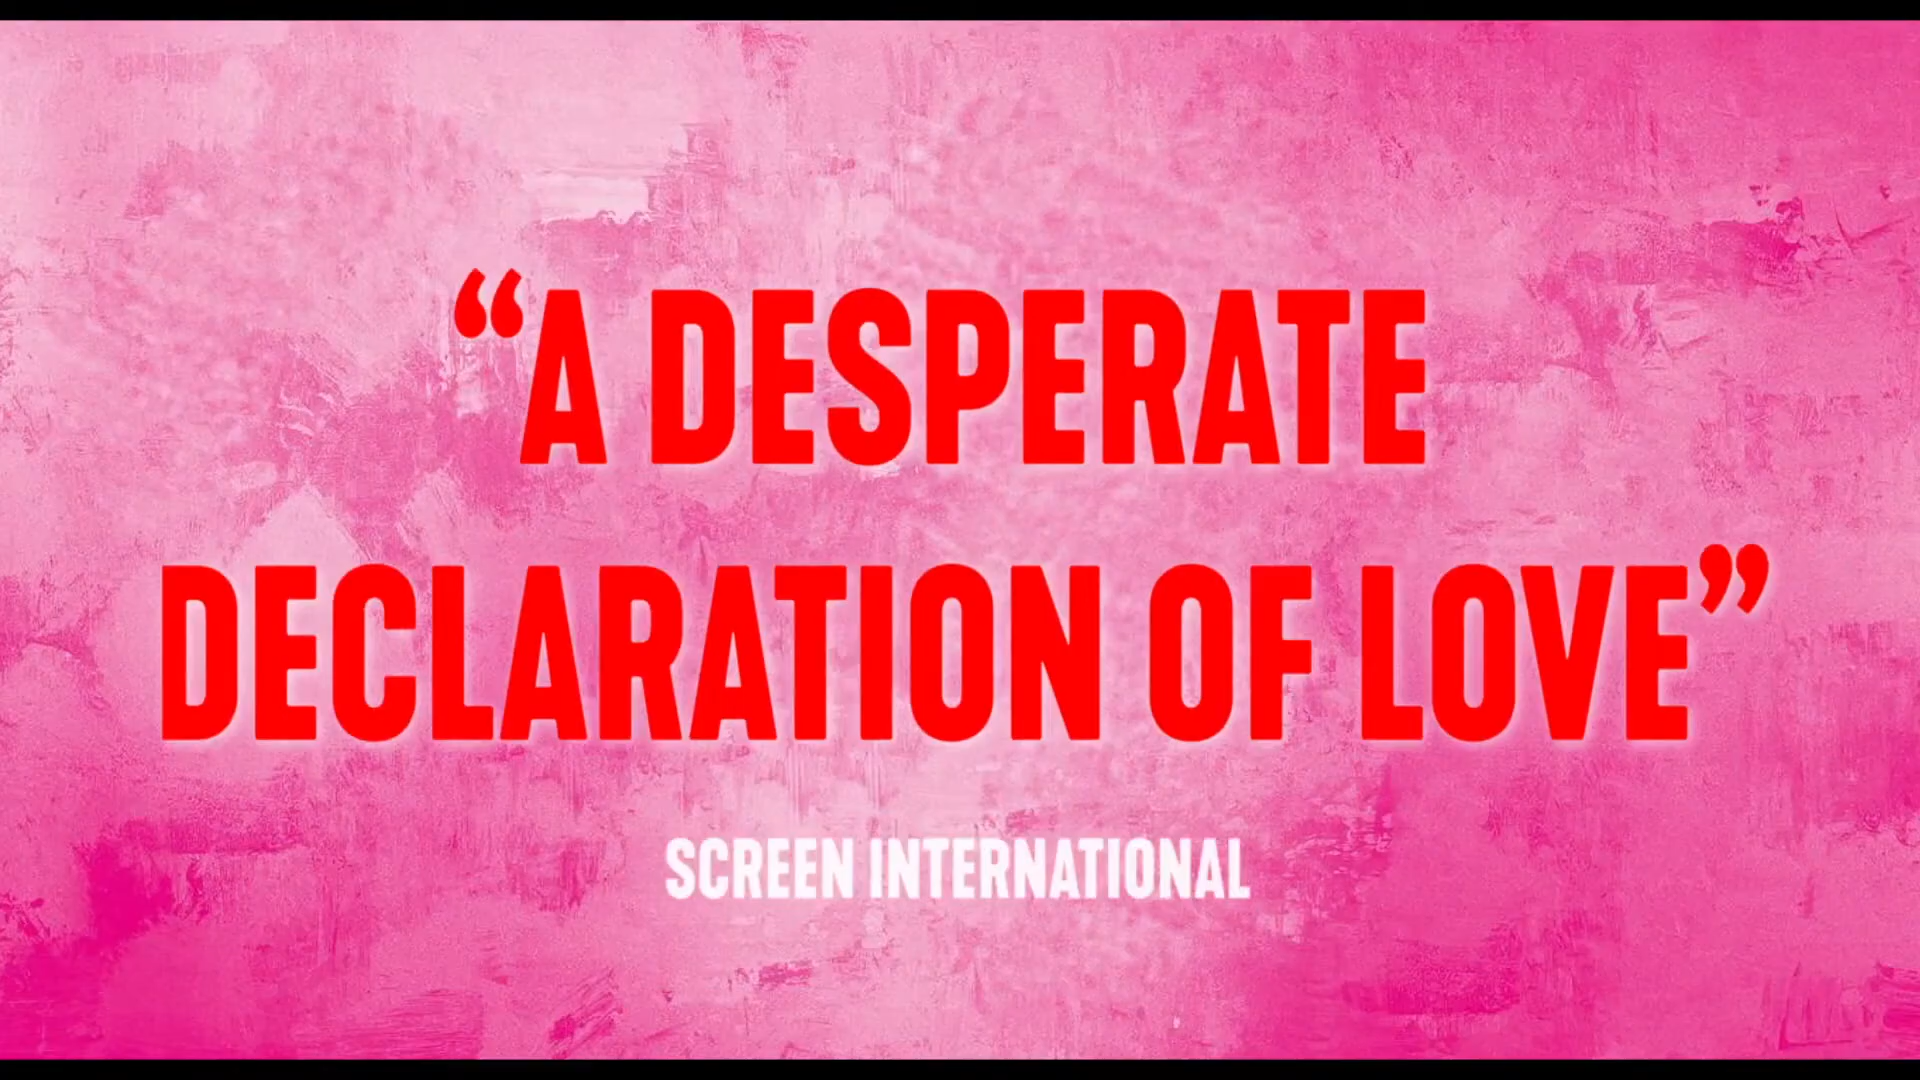 “A DESPERATE
DECLARATION OF LOVE”
SCREEN INTERNATIONAL